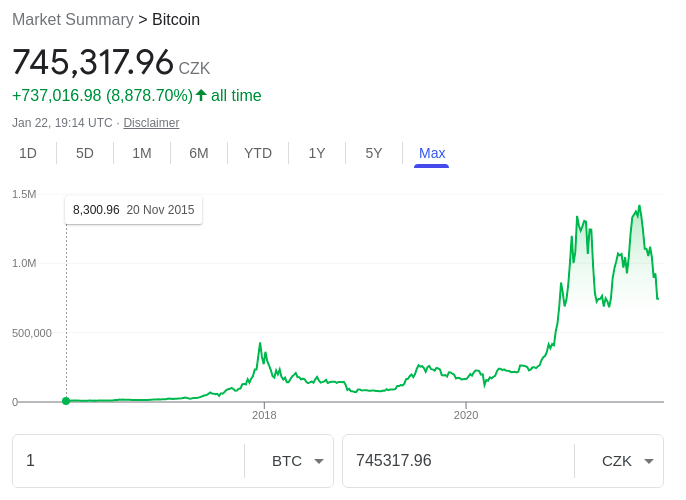 Market Summary > Bitcoin
745,317.96 CZK
+737,016.98 (8,878.70%) all time
Jan 22, 19:14 UTC · Disclaimer
1D 5D 1M 6M YTD 1Y 5Y Max
1.5M
8,300.96 20 Nov 2015
1.0M
500,000
0
2018 2020
1 BTC 745317.96 CZK